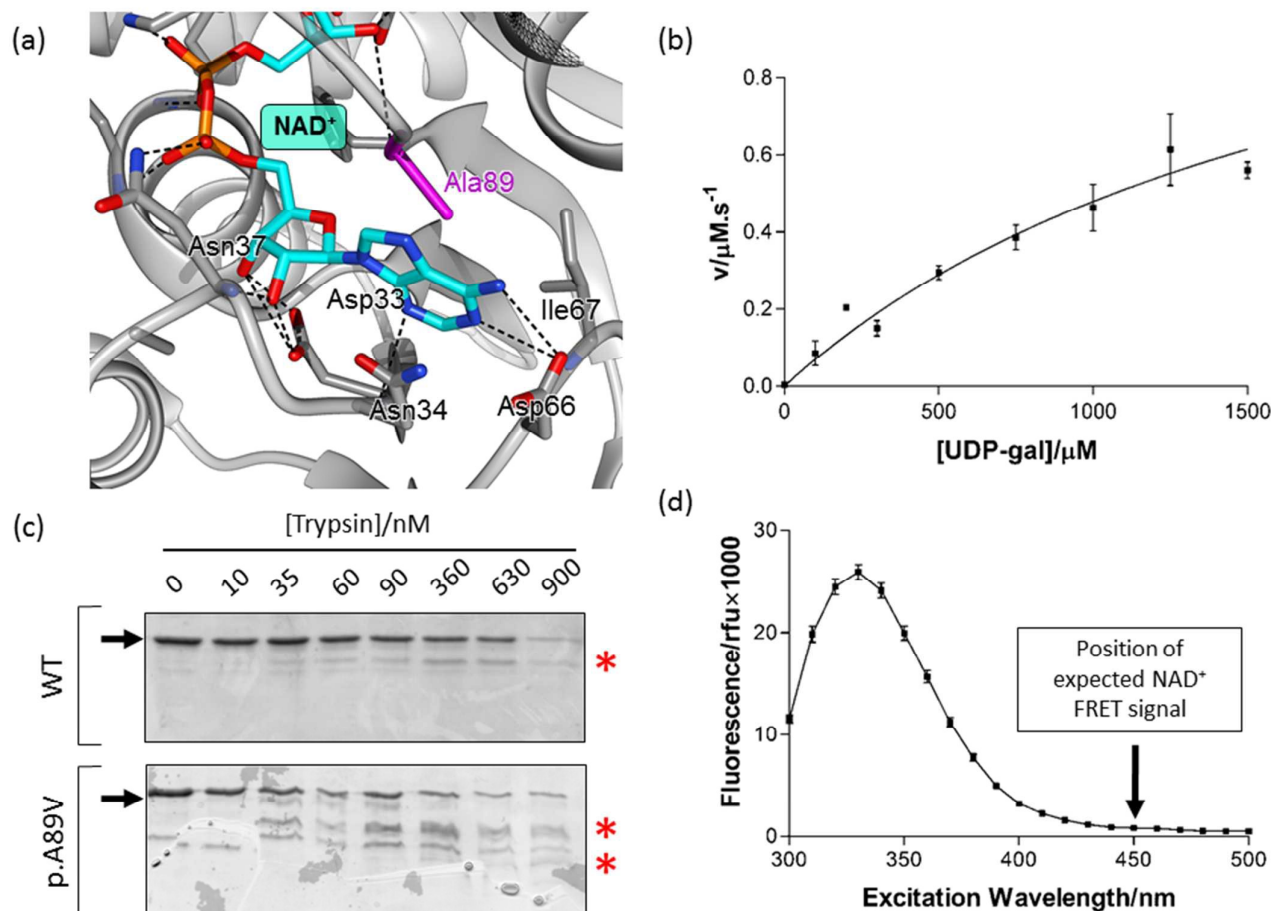 (a)
NAD⁺
Ala89
Asn37
Asp33
Ile67
Asn34
Asp66
(b)
0.8
0.6
0.4
0.2
0.0
v/μM.s⁻¹
0
500
1000
1500
[UDP-gal]/μM
(c)
[Trypsin]/nM
0 10 35 60 90 360 630 900
WT
*
p.A89V
*
*
(d)
30
20
10
0
Fluorescence/rfu×1000
Position of
expected NAD⁺
FRET signal
300
350
400
450
500
Excitation Wavelength/nm